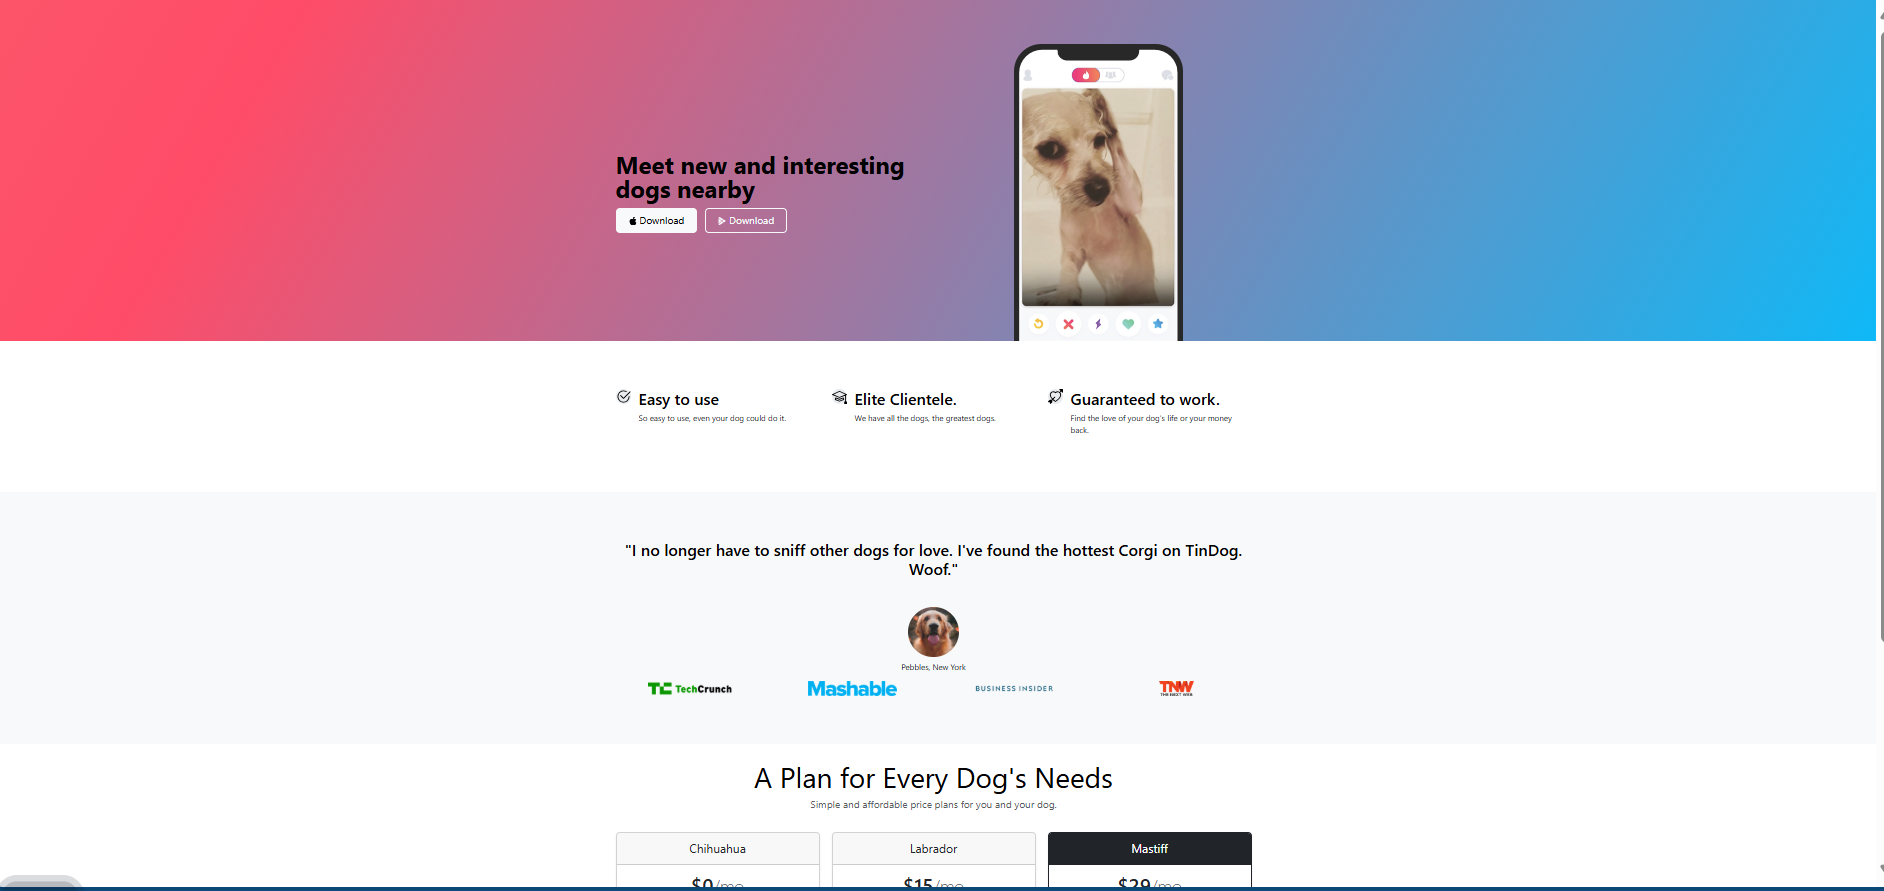 Meet new and interesting
dogs nearby
Download
Download
Easy to use
So easy to use, even your dog could do it.
Elite Clientele.
We have all the dogs, the greatest dogs.
Guaranteed to work.
Find the love of your dog's life or your money
back.
"I no longer have to sniff other dogs for love. I've found the hottest Corgi on TinDog.
Woof."
Pebbles, New York
TC TechCrunch
Mashable
BUSINESS INSIDER
TNW
THE NEXT WEB
A Plan for Every Dog's Needs
Simple and affordable price plans for you and your dog.
Chihuahua
Labrador
Mastiff
$0/mo
$15/mo
$29/mo